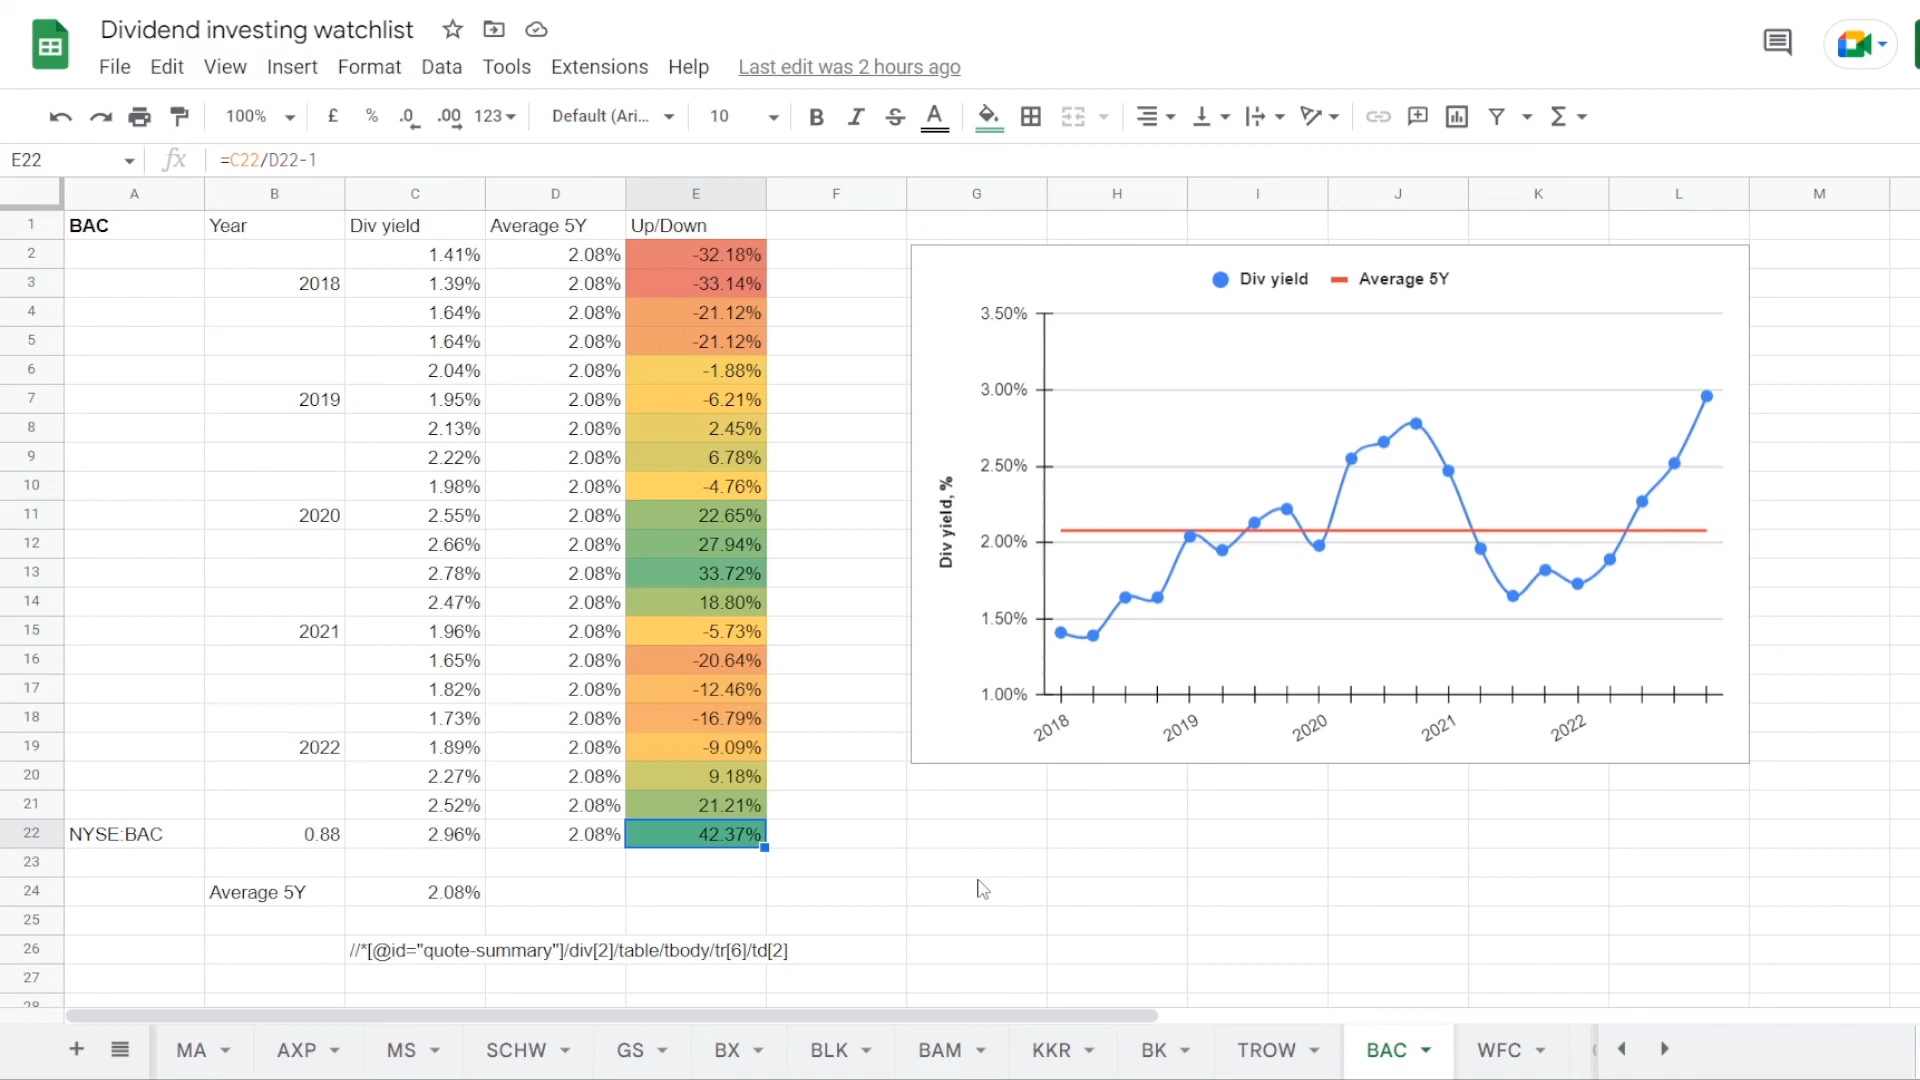 Dividend investing watchlist
File Edit View Insert Format Data Tools Extensions Help Last edit was 2 hours ago
100% £ % .0 .00 123 Default (Ari... 10 B I S A Σ
E22 fx =C22/D22-1
A B C D E F G H I J K L M
1 BAC Year Div yield Average 5Y Up/Down
2 1.41% 2.08% -32.18%
3 2018 1.39% 2.08% -33.14%
4 1.64% 2.08% -21.12%
5 1.64% 2.08% -21.12%
6 2.04% 2.08% -1.88%
7 2019 1.95% 2.08% -6.21%
8 2.13% 2.08% 2.45%
9 2.22% 2.08% 6.78%
10 1.98% 2.08% -4.76%
11 2020 2.55% 2.08% 22.65%
12 2.66% 2.08% 27.94%
13 2.78% 2.08% 33.72%
14 2.47% 2.08% 18.80%
15 2021 1.96% 2.08% -5.73%
16 1.65% 2.08% -20.64%
17 1.82% 2.08% -12.46%
18 1.73% 2.08% -16.79%
19 2022 1.89% 2.08% -9.09%
20 2.27% 2.08% 9.18%
21 2.52% 2.08% 21.21%
22 NYSE:BAC 0.88 2.96% 2.08% 42.37%
23
24 Average 5Y 2.08%
25
26 //*[@id="quote-summary"]/div[2]/table/tbody/tr[6]/td[2]
27
28
Div yield Average 5Y
3.50%
3.00%
2.50%
2.00%
1.50%
1.00%
Div yield, %
2018 2019 2020 2021 2022
+ MA AXP MS SCHW GS BX BLK BAM KKR BK TROW BAC WFC